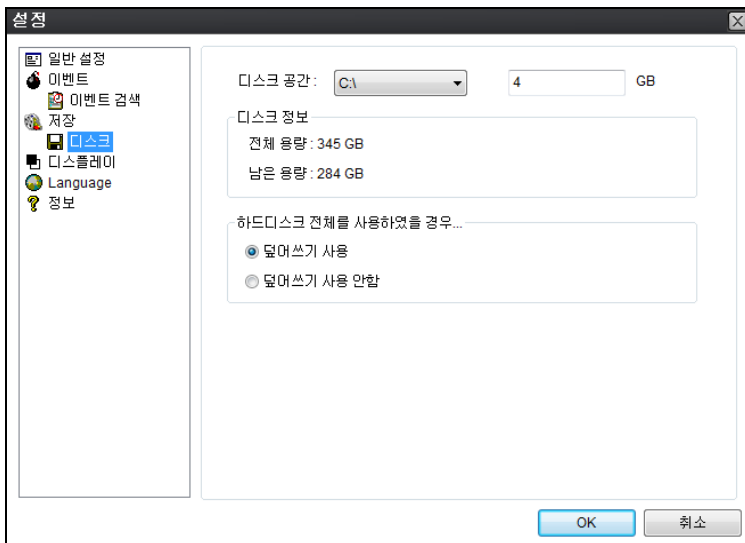 설정
일반 설정
이벤트
이벤트 검색
저장
디스크
디스플레이
Language
정보
디스크 공간 : C:\ 4 GB
디스크 정보
전체 용량 : 345 GB
남은 용량 : 284 GB
하드디스크 전체를 사용하였을 경우...
덮어쓰기 사용
덮어쓰기 사용 안함
OK 취소